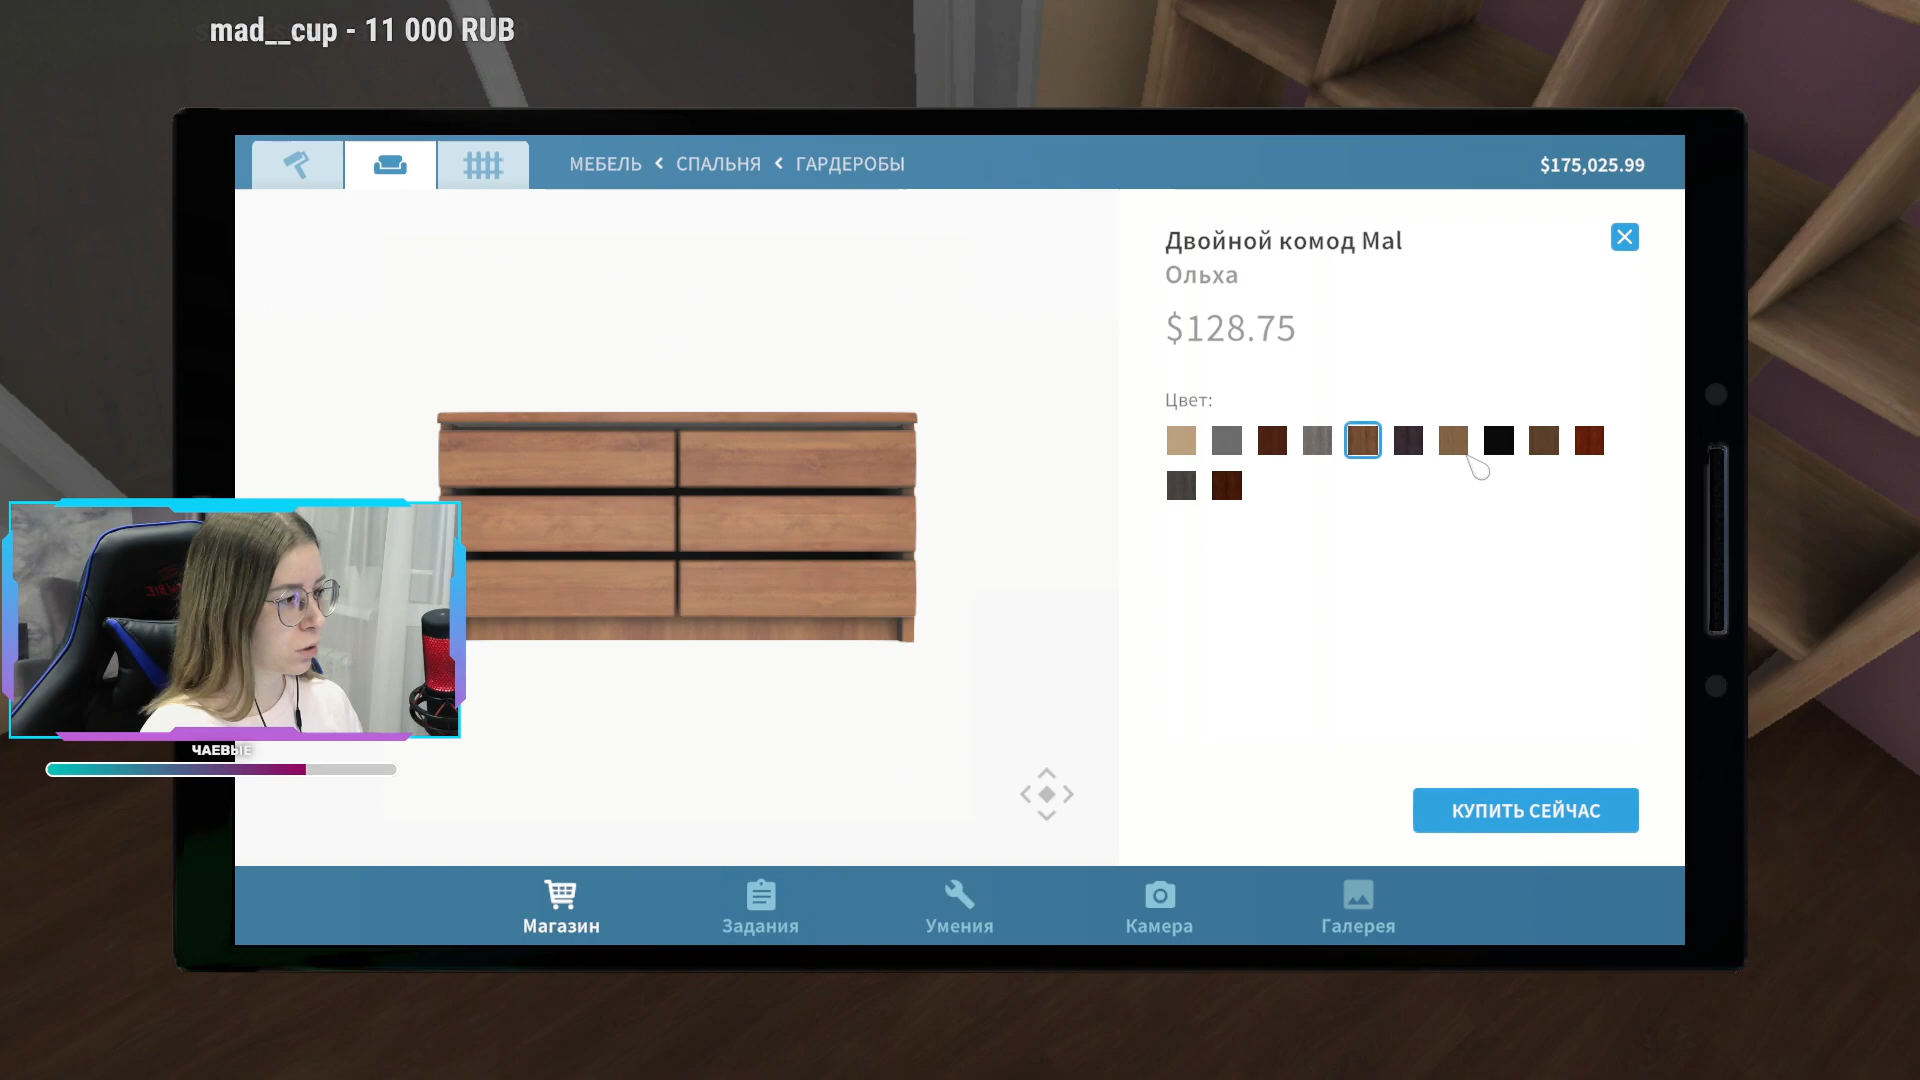 mad__cup - 11 000 RUB
МЕБЕЛЬ < СПАЛЬНЯ < ГАРДЕРОБЫ
$175,025.99
Двойной комод Mal
Ольха
$128.75
Цвет:
ЧАЕВЫЕ
КУПИТЬ СЕЙЧАС
Магазин
Задания
Умения
Камера
Галерея